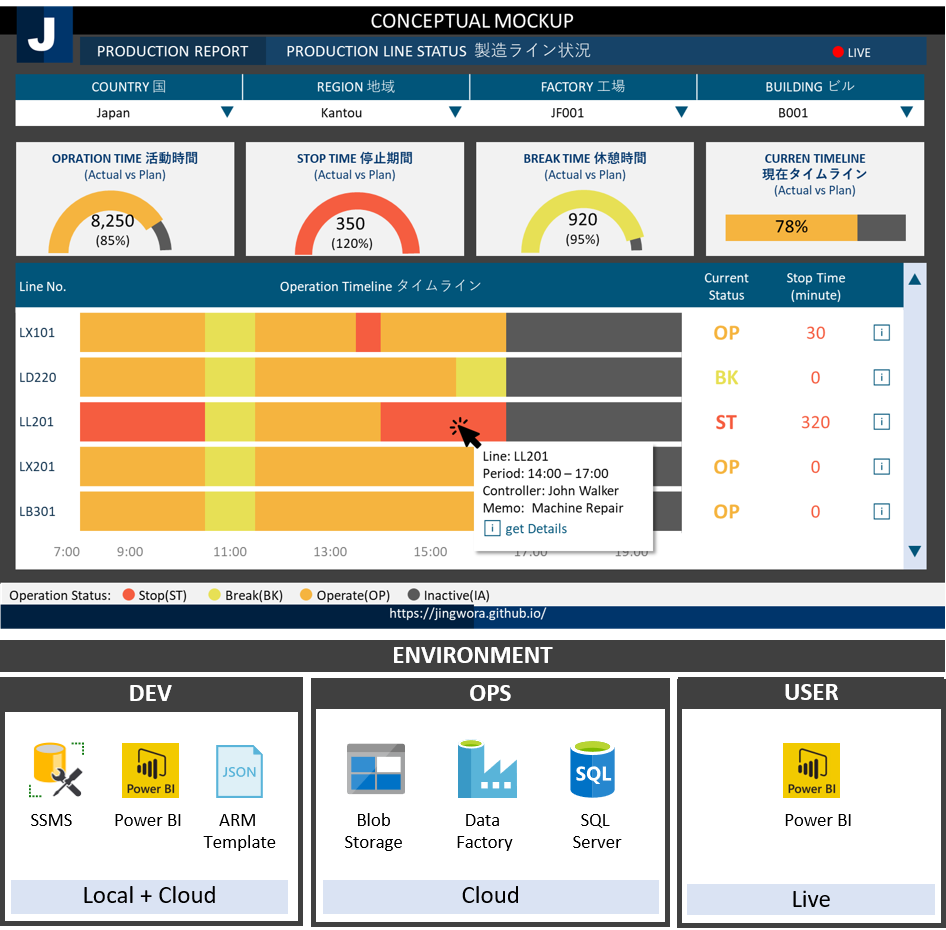 CONCEPTUAL MOCKUP
J
PRODUCTION REPORT
PRODUCTION LINE STATUS 製造ライン状況
LIVE
COUNTRY 国
REGION 地域
FACTORY 工場
BUILDING ビル
Japan
Kantou
JF001
B001
OPRATION TIME 活動時間
(Actual vs Plan)
8,250
(85%)
STOP TIME 停止期間
(Actual vs Plan)
350
(120%)
BREAK TIME 休憩時間
(Actual vs Plan)
920
(95%)
CURREN TIMELINE
現在タイムライン
(Actual vs Plan)
78%
Line No.
Operation Timeline タイムライン
Current
Status
Stop Time
(minute)
LX101
OP
30
i
LD220
BK
0
i
LL201
ST
320
i
LX201
OP
0
i
LB301
OP
0
i
Line: LL201
Period: 14:00 – 17:00
Controller: John Walker
Memo: Machine Repair
i get Details
7:00
9:00
11:00
13:00
15:00
17:00
19:00
Operation Status:
Stop(ST)
Break(BK)
Operate(OP)
Inactive(IA)
https://jingwora.github.io/
ENVIRONMENT
DEV
SSMS
Power BI
Power BI
JSON
ARM
Template
Local + Cloud
OPS
Blob
Storage
Data
Factory
SQL
SQL
Server
Cloud
USER
Power BI
Power BI
Live